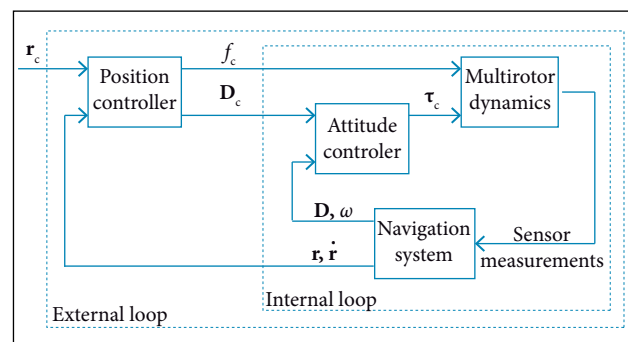 r_c
Position
controller
f_c
D_c
Attitude
controler
τ_c
Multirotor
dynamics
D, ω
Navigation
system
r, ṙ
Sensor
measurements
Internal loop
External loop